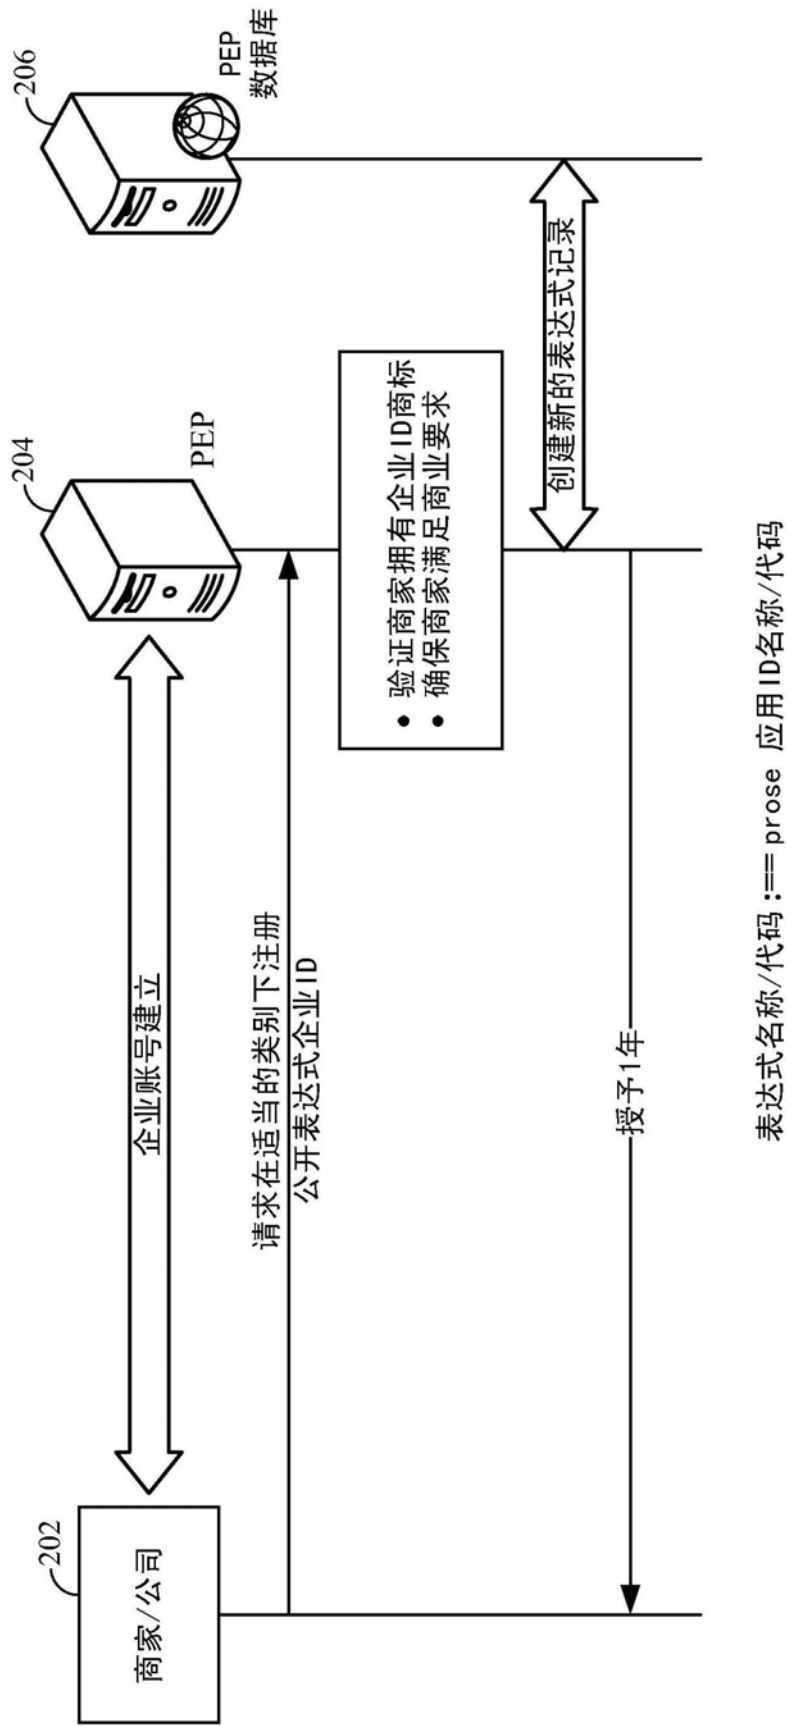 202
商家/公司
204
PEP
206
PEP
数据库
企业账号建立
请求在适当的类别下注册
公开表达式企业ID
• 验证商家拥有企业ID商标
• 确保商家满足商业要求
创建新的表达式记录
授予1年
表达式名称/代码:== prose 应用ID名称/代码